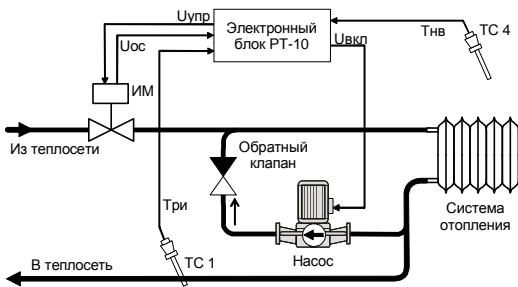 Uупр
Uос
Электронный
блок РТ-10
Uвкл
Тнв
ТС 4
ИМ
Из теплосети
Обратный
клапан
Три
Насос
Система
отопления
В теплосеть
ТС 1